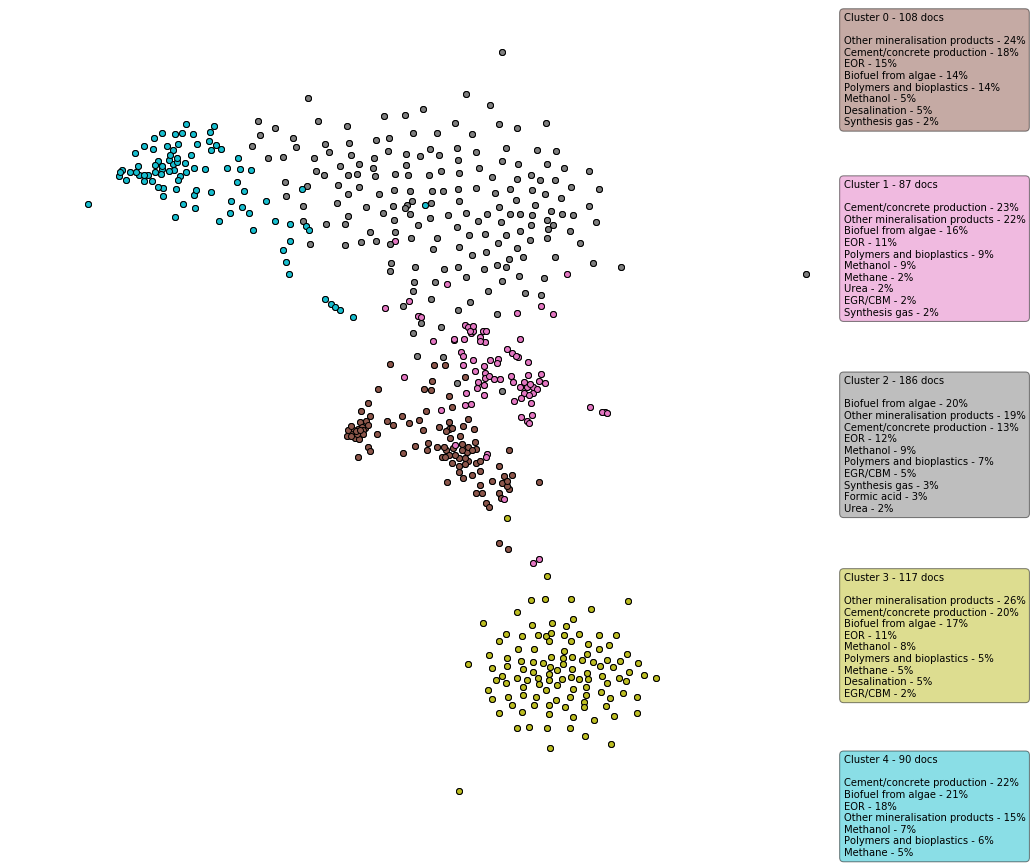 Cluster 0 - 108 docs
Other mineralisation products - 24%
Cement/concrete production - 18%
EOR - 15%
Biofuel from algae - 14%
Polymers and bioplastics - 14%
Methanol - 5%
Desalination - 5%
Synthesis gas - 2%
Cluster 1 - 87 docs
Cement/concrete production - 23%
Other mineralisation products - 22%
Biofuel from algae - 16%
EOR - 11%
Polymers and bioplastics - 9%
Methanol - 9%
Methane - 2%
Urea - 2%
EGR/CBM - 2%
Synthesis gas - 2%
Cluster 2 - 186 docs
Biofuel from algae - 20%
Other mineralisation products - 19%
Cement/concrete production - 13%
EOR - 12%
Methanol - 9%
Polymers and bioplastics - 7%
EGR/CBM - 5%
Synthesis gas - 3%
Formic acid - 3%
Urea - 2%
Cluster 3 - 117 docs
Other mineralisation products - 26%
Cement/concrete production - 20%
Biofuel from algae - 17%
EOR - 11%
Methanol - 8%
Polymers and bioplastics - 5%
Methane - 5%
Desalination - 5%
EGR/CBM - 2%
Cluster 4 - 90 docs
Cement/concrete production - 22%
Biofuel from algae - 21%
EOR - 18%
Other mineralisation products - 15%
Methanol - 7%
Polymers and bioplastics - 6%
Methane - 5%